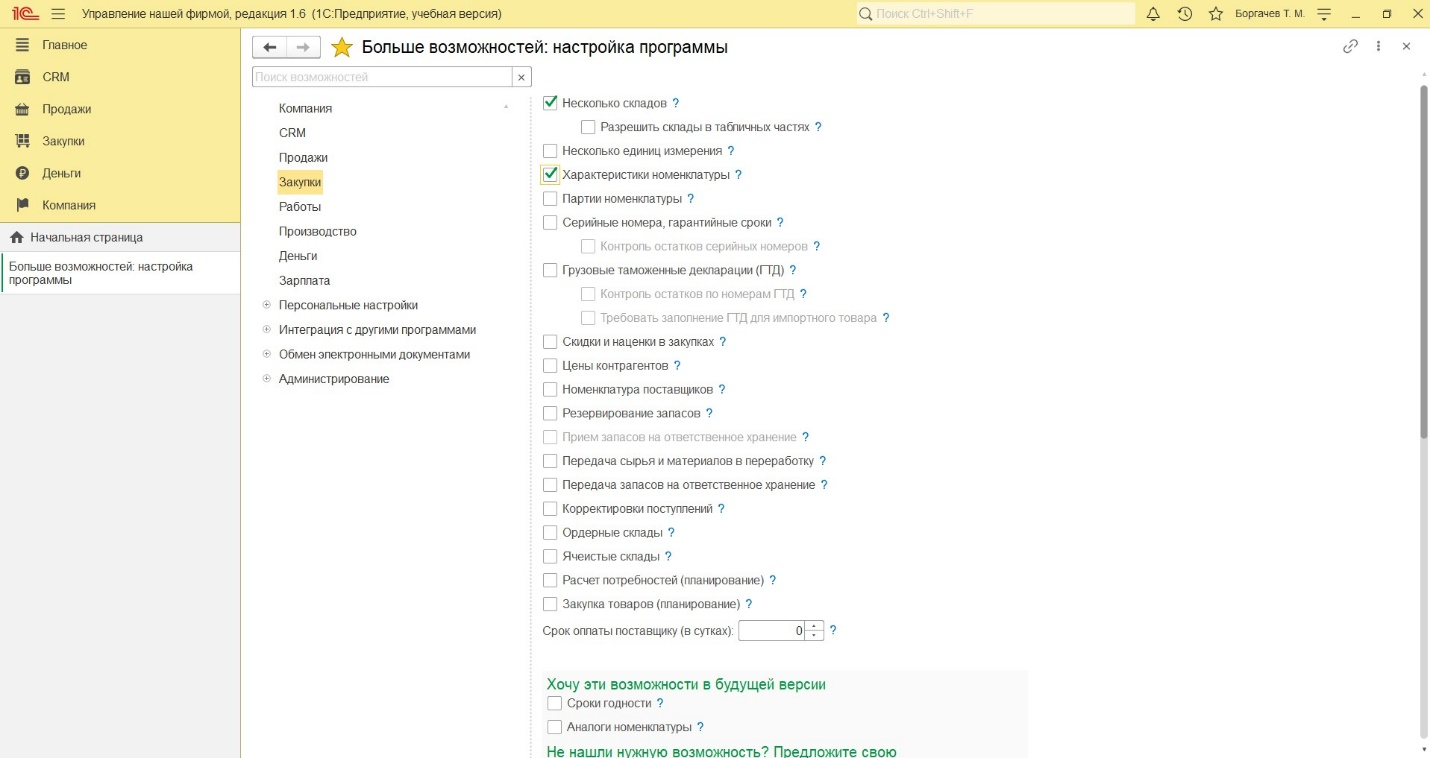 1С Управление нашей фирмой, редакция 1.6 (1С:Предприятие, учебная версия)
Поиск Ctrl+Shift+F
Боргачев Т. М.
Главное
CRM
Продажи
Закупки
Деньги
Компания
Начальная страница
Больше возможностей: настройка
программы
Больше возможностей: настройка программы
Поиск возможностей
Компания
CRM
Продажи
Закупки
Работы
Производство
Деньги
Зарплата
Персональные настройки
Интеграция с другими программами
Обмен электронными документами
Администрирование
Несколько складов ?
Разрешить склады в табличных частях ?
Несколько единиц измерения ?
Характеристики номенклатуры ?
Партии номенклатуры ?
Серийные номера, гарантийные сроки ?
Контроль остатков серийных номеров ?
Грузовые таможенные декларации (ГТД) ?
Контроль остатков по номерам ГТД ?
Требовать заполнение ГТД для импортного товара ?
Скидки и наценки в закупках ?
Цены контрагентов ?
Номенклатура поставщиков ?
Резервирование запасов ?
Прием запасов на ответственное хранение ?
Передача сырья и материалов в переработку ?
Передача запасов на ответственное хранение ?
Корректировки поступлений ?
Ордерные склады ?
Ячеистые склады ?
Расчет потребностей (планирование) ?
Закупка товаров (планирование) ?
Срок оплаты поставщику (в сутках): 0 ?
Хочу эти возможности в будущей версии
Сроки годности ?
Аналоги номенклатуры ?
Не нашли нужную возможность? Предложите свою